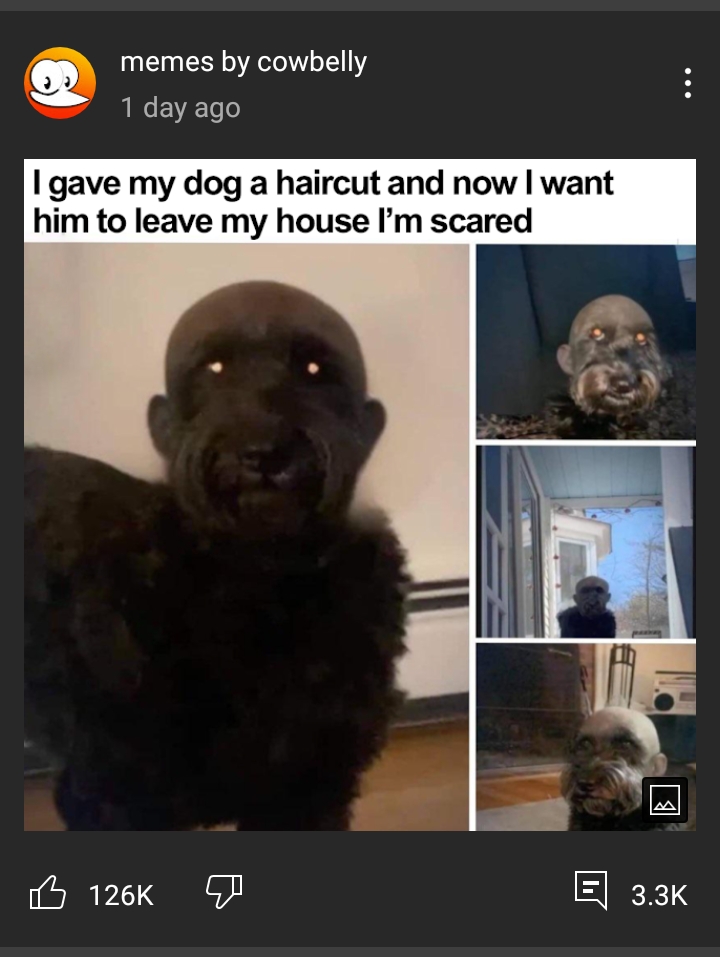 memes by cowbelly
1 day ago
I gave my dog a haircut and now I want
him to leave my house I'm scared
126K
3.3K